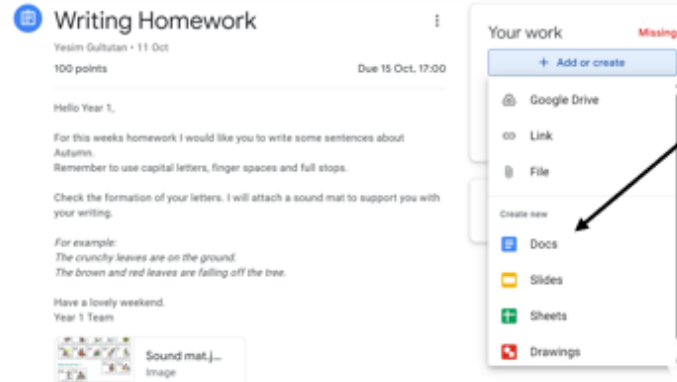 Writing Homework
Yesim Gultutan • 11 Oct
100 points
Due 15 Oct, 17:00
Hello Year 1,
For this weeks homework I would like you to write some sentences about
Autumn.
Remember to use capital letters, finger spaces and full stops.
Check the formation of your letters. I will attach a sound mat to support you with
your writing.
For example:
The crunchy leaves are on the ground.
The brown and red leaves are falling off the tree.
Have a lovely weekend.
Year 1 Team
Sound mat.j...
Image
Your work
Missing
+ Add or create
Google Drive
Link
File
Create new
Docs
Slides
Sheets
Drawings